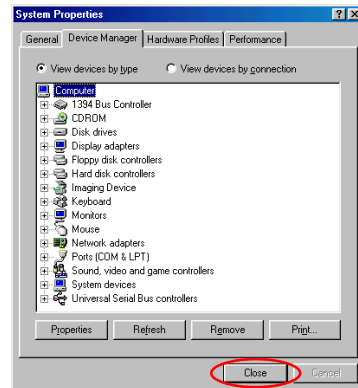 System Properties
General Device Manager Hardware Profiles Performance
View devices by type View devices by connection
Computer
1394 Bus Controller
CDROM
Disk drives
Display adapters
Floppy disk controllers
Hard disk controllers
Imaging Device
Keyboard
Monitors
Mouse
Network adapters
Ports (COM & LPT)
Sound, video and game controllers
System devices
Universal Serial Bus controllers
Properties Refresh Remove Print...
Close Cancel